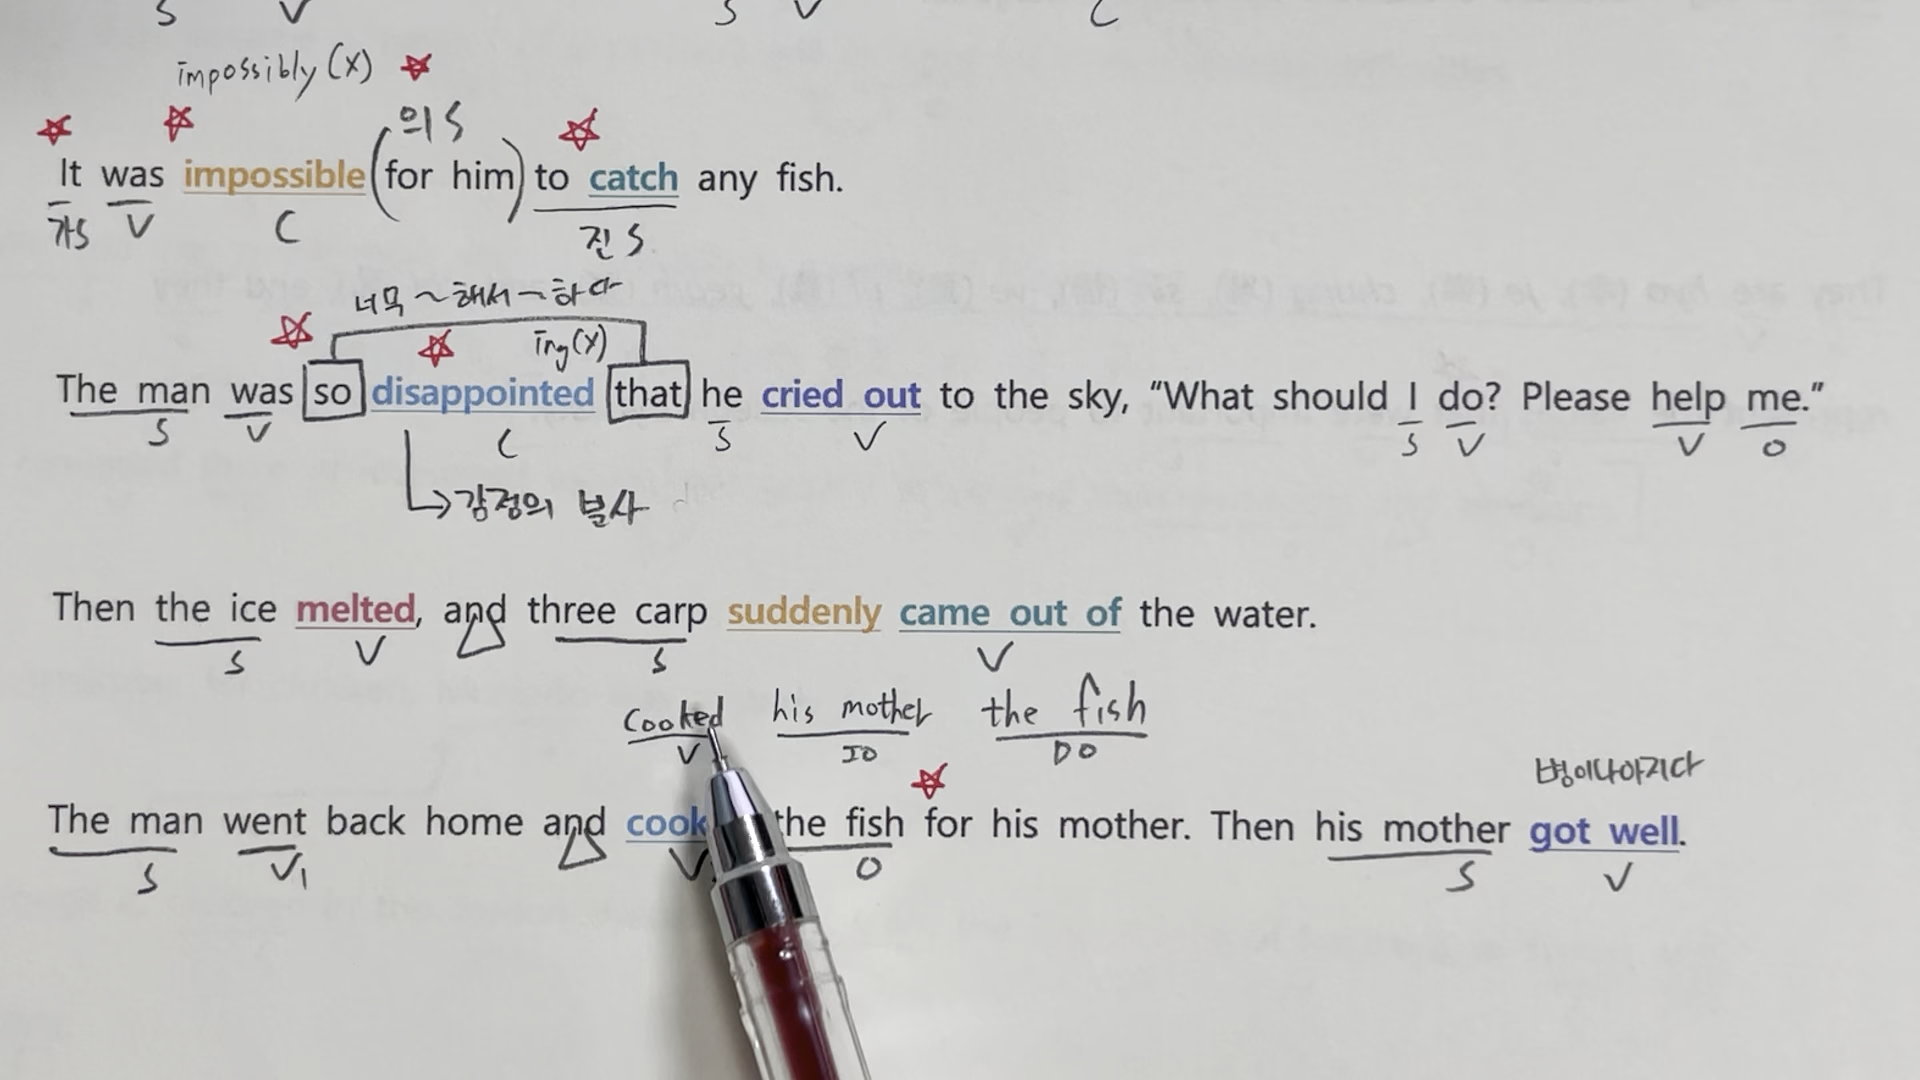 S V S V C
impossibly (X)
의 S
It was impossible (for him) to catch any fish.
가S V C 진 S
너무 ~해서 ~하다
ing(X)
The man was so disappointed that he cried out to the sky, “What should I do? Please help me.”
S V C S V S V V O
감정의 분사
Then the ice melted, and three carp suddenly came out of the water.
S V S V
cooked his mother the fish
V IO DO
병이 나아지다
The man went back home and cook the fish for his mother. Then his mother got well.
S V1 V O S V